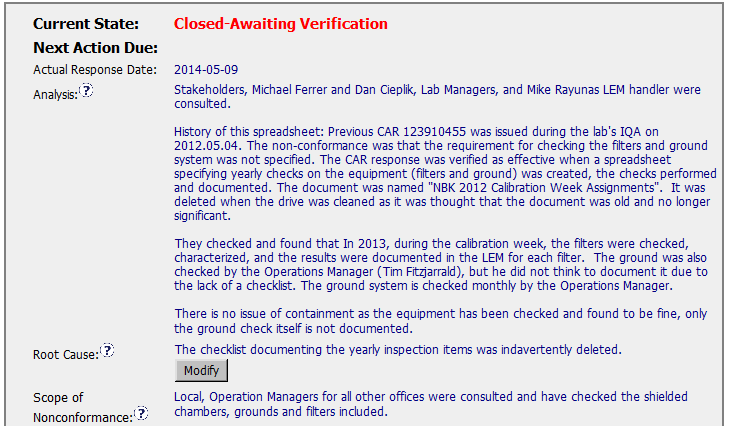 Current State: Closed-Awaiting Verification
Next Action Due:
Actual Response Date: 2014-05-09
Analysis: ? Stakeholders, Michael Ferrer and Dan Cieplik, Lab Managers, and Mike Rayunas LEM handler were
consulted.
History of this spreadsheet: Previous CAR 123910455 was issued during the lab's IQA on
2012.05.04. The non-conformance was that the requirement for checking the filters and ground
system was not specified. The CAR response was verified as effective when a spreadsheet
specifying yearly checks on the equipment (filters and ground) was created, the checks performed
and documented. The document was named "NBK 2012 Calibration Week Assignments". It was
deleted when the drive was cleaned as it was thought that the document was old and no longer
significant.
They checked and found that In 2013, during the calibration week, the filters were checked,
characterized, and the results were documented in the LEM for each filter. The ground was also
checked by the Operations Manager (Tim Fitzjarrald), but he did not think to document it due to
the lack of a checklist. The ground system is checked monthly by the Operations Manager.
There is no issue of containment as the equipment has been checked and found to be fine, only
the ground check itself is not documented.
Root Cause: ? The checklist documenting the yearly inspection items was indavertently deleted.
Modify
Scope of Local, Operation Managers for all other offices were consulted and have checked the shielded
Nonconformance: ? chambers, grounds and filters included.